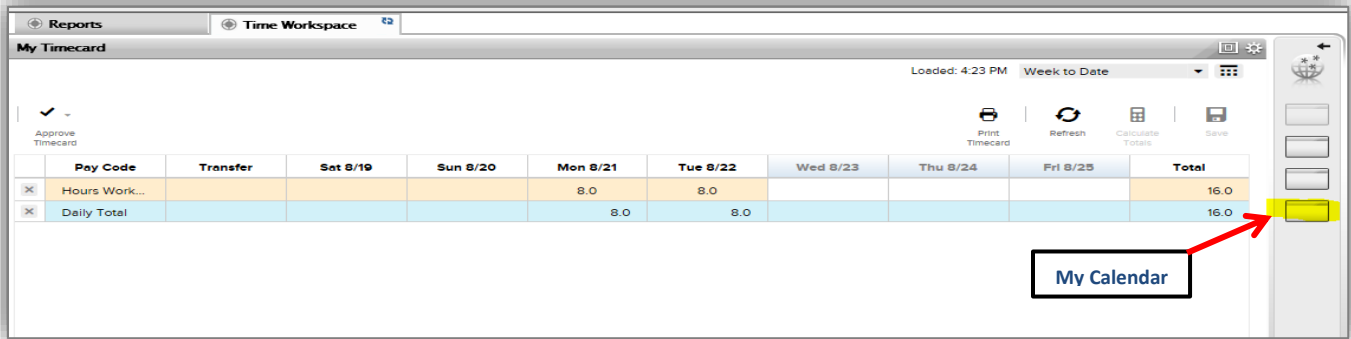 Reports Time Workspace
My Timecard
Loaded: 4:23 PM Week to Date
Approve
Timecard
Print
Timecard
Refresh
Calculate
Totals
Save
Pay Code Transfer Sat 8/19 Sun 8/20 Mon 8/21 Tue 8/22 Wed 8/23 Thu 8/24 Fri 8/25 Total
Hours Work... 8.0 8.0 16.0
Daily Total 8.0 8.0 16.0
My Calendar